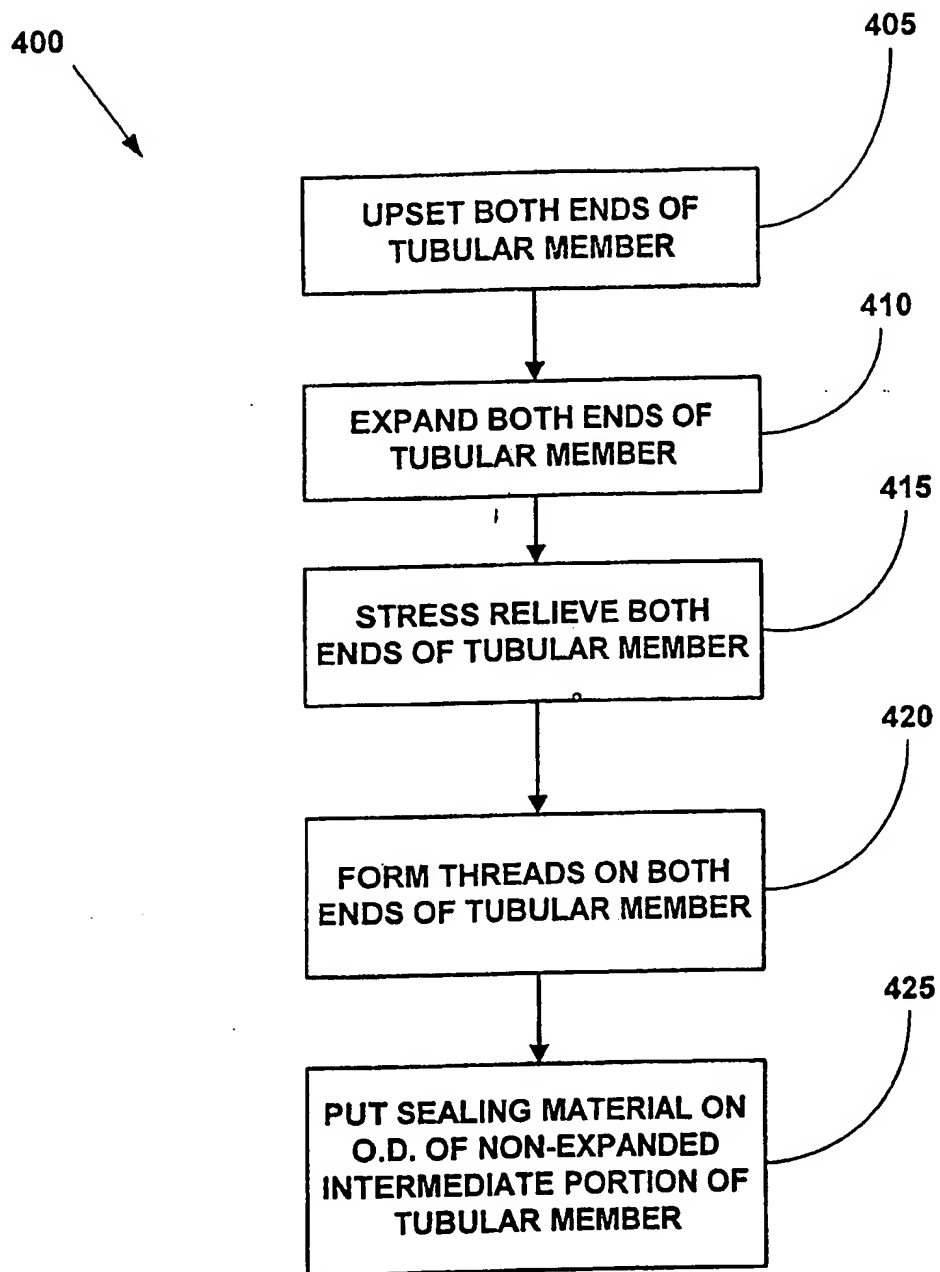 400
405
UPSET BOTH ENDS OF
TUBULAR MEMBER
410
EXPAND BOTH ENDS OF
TUBULAR MEMBER
415
STRESS RELIEVE BOTH
ENDS OF TUBULAR MEMBER
420
FORM THREADS ON BOTH
ENDS OF TUBULAR MEMBER
425
PUT SEALING MATERIAL ON
O.D. OF NON-EXPANDED
INTERMEDIATE PORTION OF
TUBULAR MEMBER